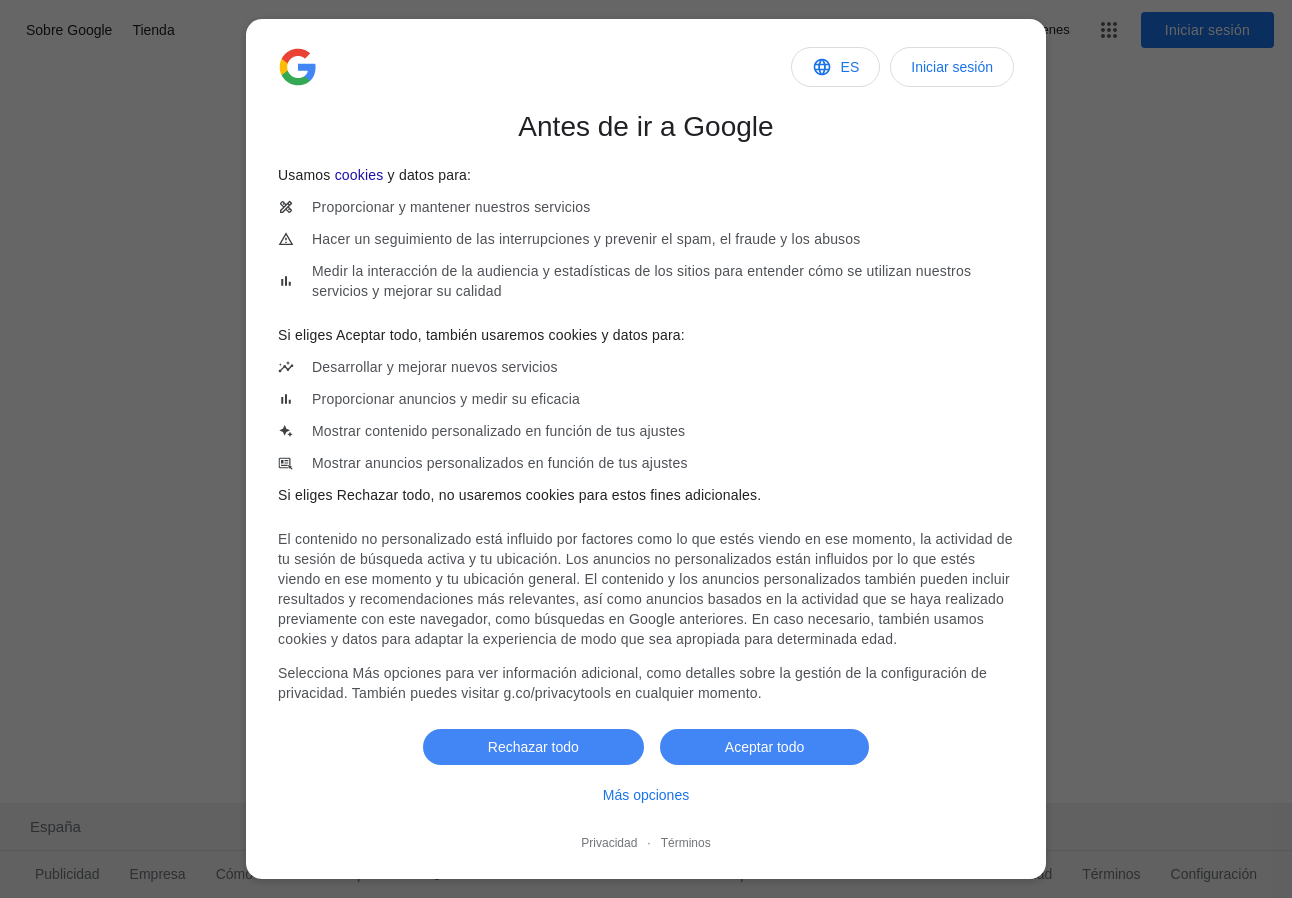 Sobre Google Tienda
Iniciar sesión
ES
Iniciar sesión
Antes de ir a Google
Usamos cookies y datos para:
Proporcionar y mantener nuestros servicios
Hacer un seguimiento de las interrupciones y prevenir el spam, el fraude y los abusos
Medir la interacción de la audiencia y estadísticas de los sitios para entender cómo se utilizan nuestros
servicios y mejorar su calidad
Si eliges Aceptar todo, también usaremos cookies y datos para:
Desarrollar y mejorar nuevos servicios
Proporcionar anuncios y medir su eficacia
Mostrar contenido personalizado en función de tus ajustes
Mostrar anuncios personalizados en función de tus ajustes
Si eliges Rechazar todo, no usaremos cookies para estos fines adicionales.
El contenido no personalizado está influido por factores como lo que estés viendo en ese momento, la actividad de
tu sesión de búsqueda activa y tu ubicación. Los anuncios no personalizados están influidos por lo que estés
viendo en ese momento y tu ubicación general. El contenido y los anuncios personalizados también pueden incluir
resultados y recomendaciones más relevantes, así como anuncios basados en la actividad que se haya realizado
previamente con este navegador, como búsquedas en Google anteriores. En caso necesario, también usamos
cookies y datos para adaptar la experiencia de modo que sea apropiada para determinada edad.
Selecciona Más opciones para ver información adicional, como detalles sobre la gestión de la configuración de
privacidad. También puedes visitar g.co/privacytools en cualquier momento.
Rechazar todo Aceptar todo
Más opciones
Privacidad · Términos
España
Publicidad Empresa Cómo Términos Configuración